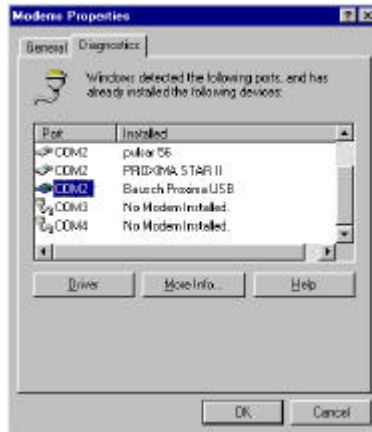 Modems Properties
General Diagnostics
Windows detected the following ports, and has
already installed the following devices:
Port Installed
COM2 pulsar 56
COM2 PROXIMA STAR II
COM2 Bausch Proxima USB
COM3 No Modem Installed.
COM4 No Modem Installed.
Driver More Info... Help
OK Cancel